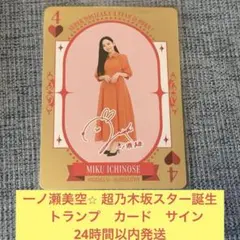 4
MIKU ICHINOSE
4
一ノ瀬美空☆ 超乃木坂スター誕生
トランプ　カード　サイン
24時間以内発送